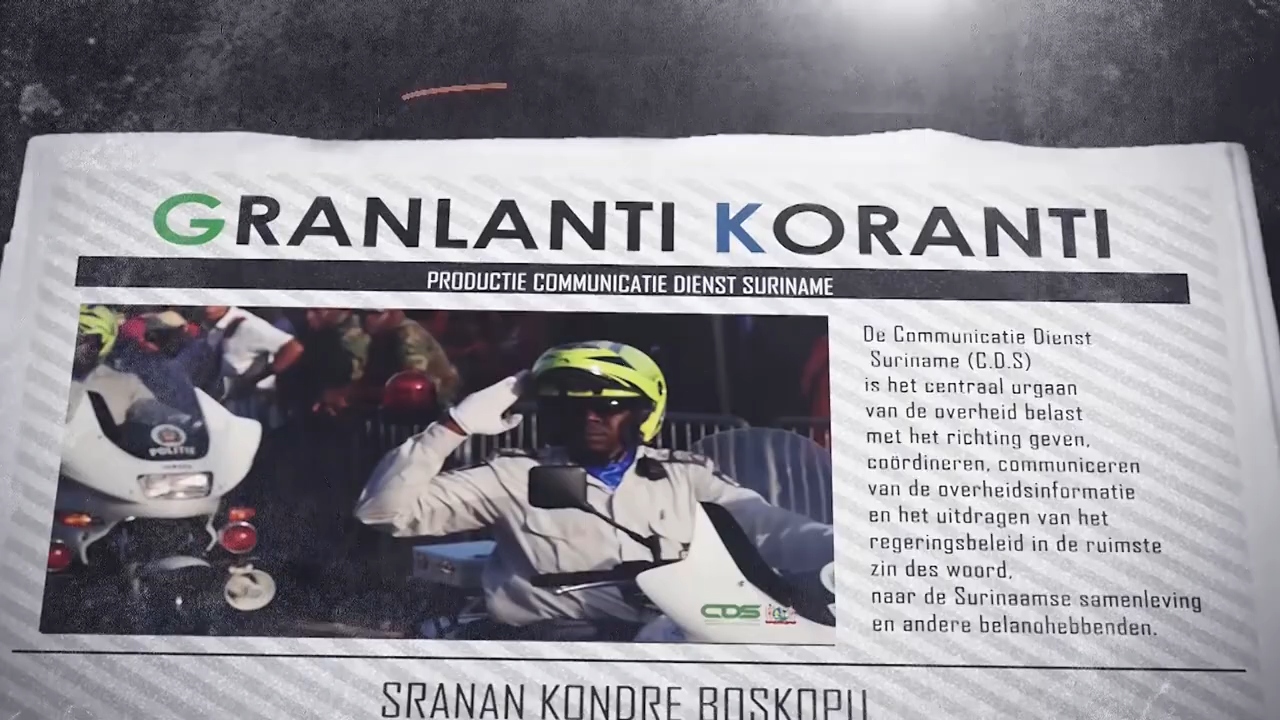 GRANLANTI KORANTI
PRODUCTIE COMMUNICATIE DIENST SURINAME
POLITIE
De Communicatie Dienst
Suriname (C.D.S)
is het centraal orgaan
van de overheid belast
met het richting geven,
coördineren, communiceren
van de overheidsinformatie
en het uitdragen van het
regeringsbeleid in de ruimste
zin des woord,
naar de Surinaamse samenleving
en andere belanghebbenden.
CDS
SRANAN KONDRE BOSKOPU